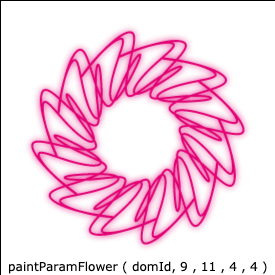 paintParamFlower ( domId, 9 , 11 , 4 , 4 )